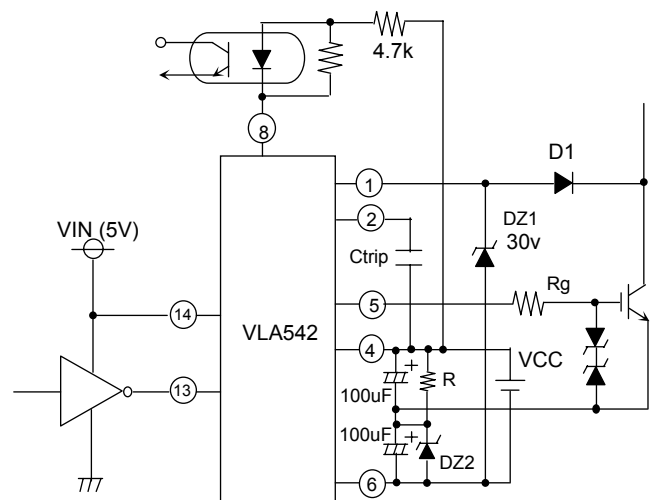 4.7k
8
D1
1
2
VIN (5V)
DZ1
30v
Ctrip
Rg
5
14
VLA542
4
VCC
+
R
100uF
13
100uF
+
DZ2
6